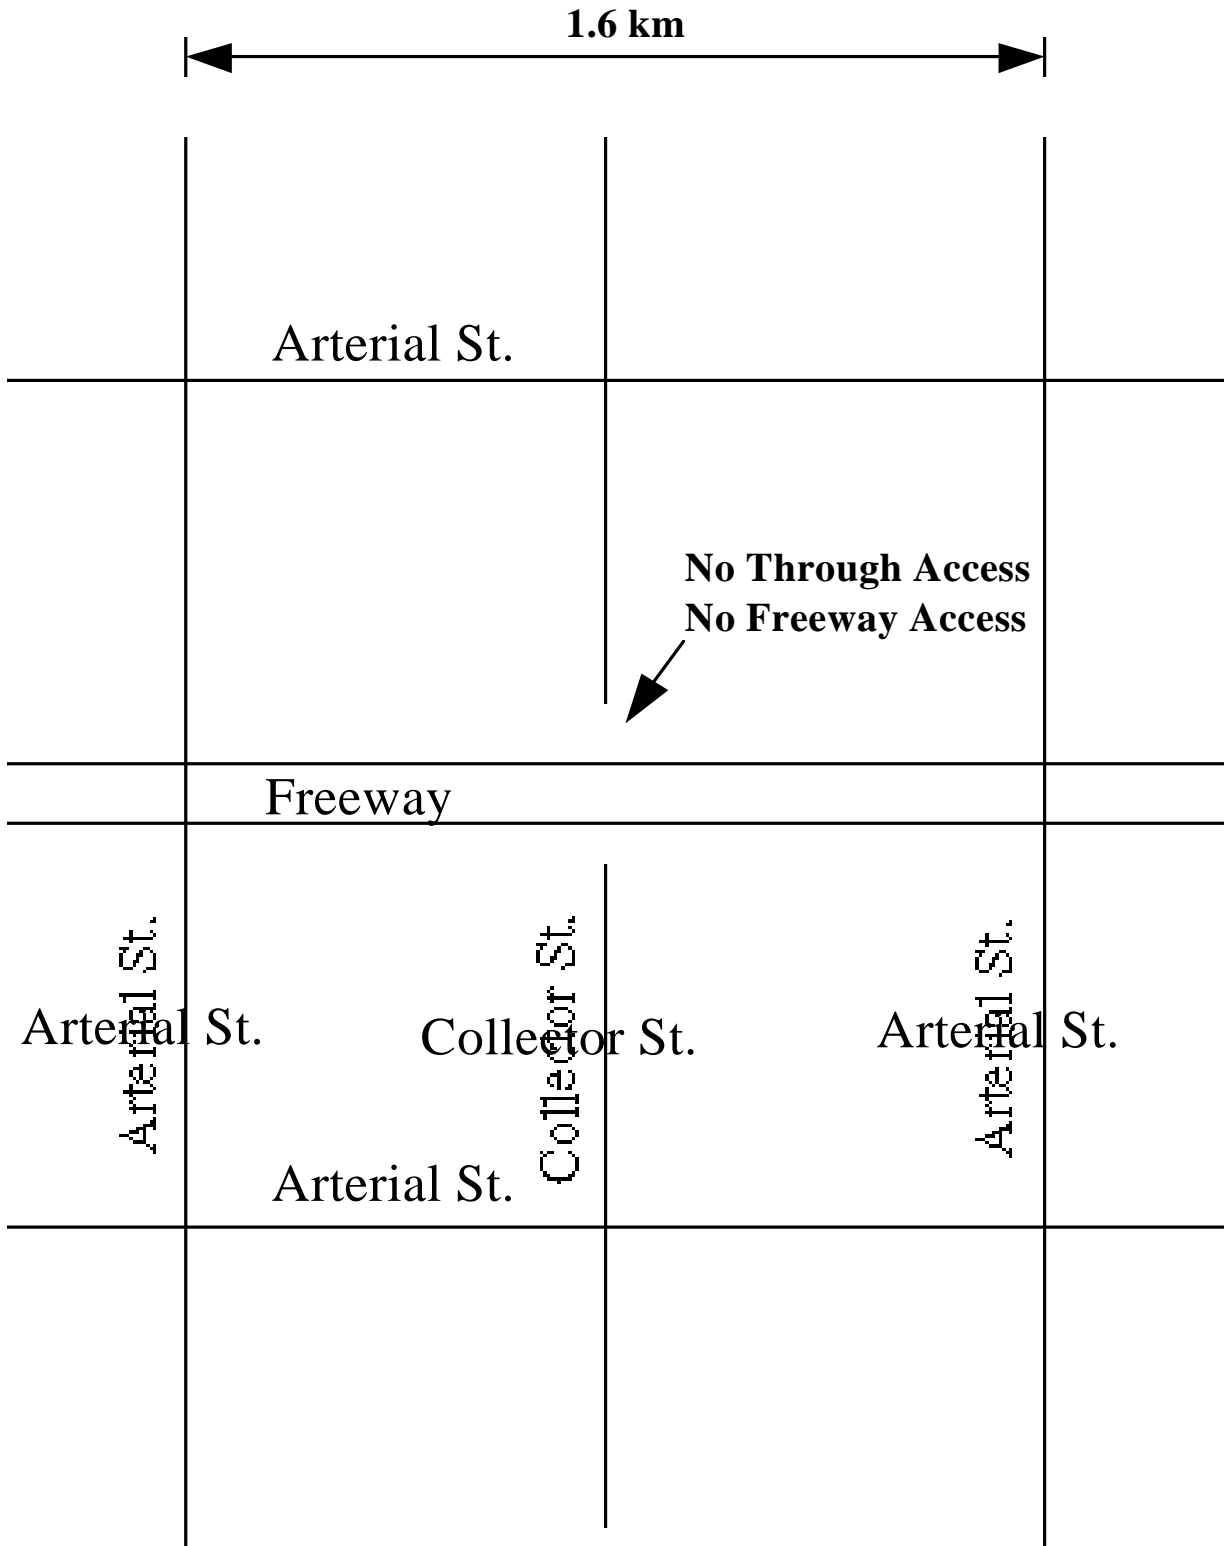 1.6 km
Arterial St.
No Through Access
No Freeway Access
Freeway
Arterial St.
Collector St.
Arterial St.
Arterial St.
Collector St.
Arterial St.
Arterial St.